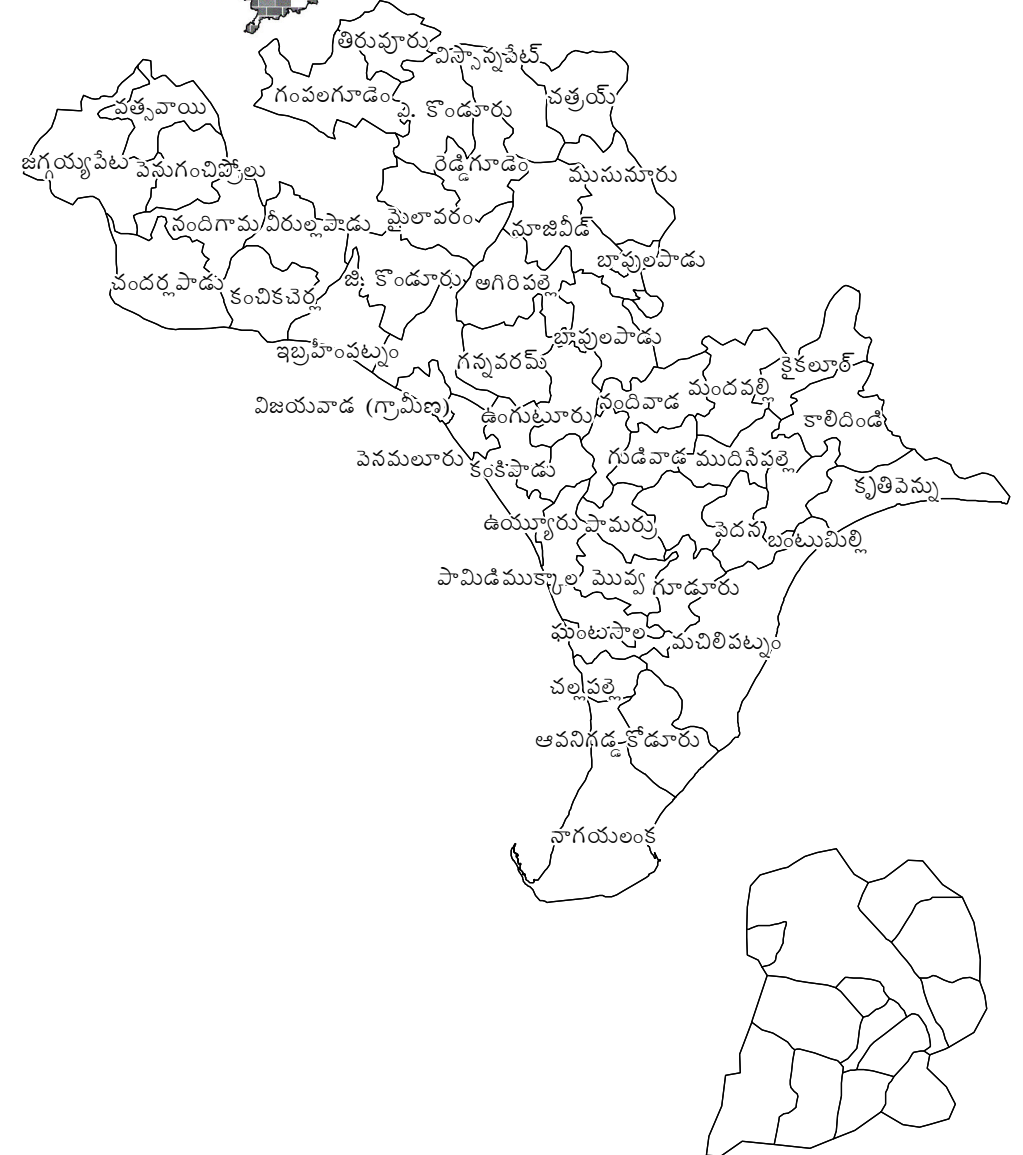 తిరువూరు
విస్సాన్నపేట్
గంపలగూడెం
ఏ. కొండూరు
చత్రయ్
వత్సవాయి
జగ్గయ్యపేట
పెనుగంచిప్రోలు
రెడ్డిగూడెం
ముసునూరు
నందిగామ
వీరుల్లపాడు
మైలావరం
నూజివీడ్
బాపులపాడు
చందర్లపాడు
కంచికచెర్ల
జి. కొండూరు
అగిరిపల్లె
ఇబ్రహీంపట్నం
గన్నవరమ్
బాపులపాడు
కైకలూర్
విజయవాడ (గ్రామీణ)
ఉంగుటూరు
నందివాడ
మందవల్లి
కాలిదిండి
పెనమలూరు
కంకిపాడు
గుడివాడ
ముదినేపల్లె
కృతివెన్ను
ఉయ్యూరు
పామర్రు
పెదన
బంటుమిల్లి
పామిడిముక్కాల
మొవ్వ
గూడూరు
ఘంటసాల
మచిలిపట్నం
చల్లపల్లె
ఆవనిగడ్డ
కోడూరు
నాగయలంక